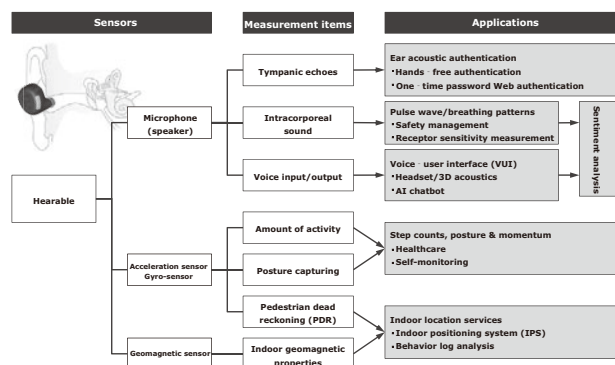 Sensors
Measurement items
Applications
Hearable
Microphone
(speaker)
Acceleration sensor
Gyro-sensor
Geomagnetic sensor
Tympanic echoes
Intracorporeal
sound
Voice input/output
Amount of activity
Posture capturing
Pedestrian dead
reckoning (PDR)
Indoor geomagnetic
properties
Ear acoustic authentication
•Hands‐free authentication
•One‐time password Web authentication
Pulse wave/breathing patterns
•Safety management
•Receptor sensitivity measurement
Voice‐user interface (VUI)
•Headset/3D acoustics
•AI chatbot
Sentiment analysis
Step counts, posture & momentum
•Healthcare
•Self-monitoring
Indoor location services
•Indoor positioning system (IPS)
•Behavior log analysis